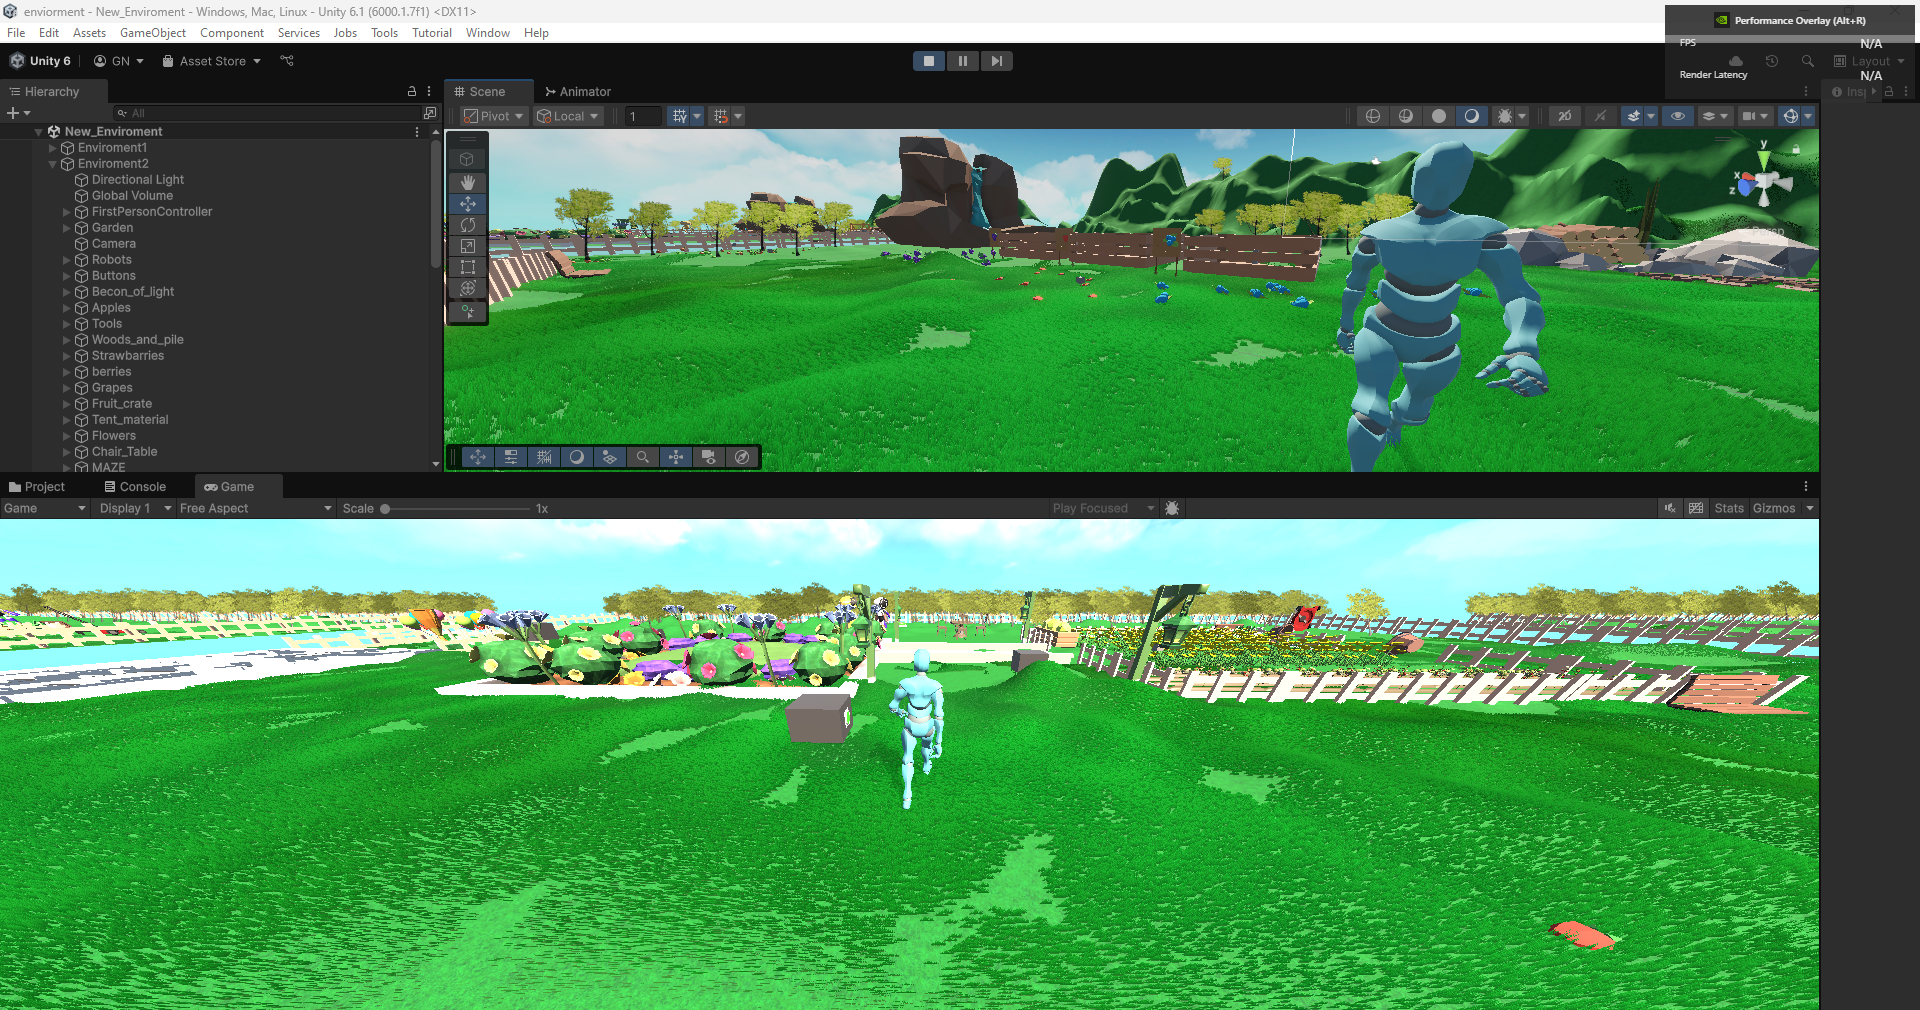 enviorment - New_Enviroment - Windows, Mac, Linux - Unity 6.1 (6000.1.7f1) <DX11>
File Edit Assets GameObject Component Services Jobs Tools Tutorial Window Help
Performance Overlay (Alt+R)
FPS N/A
Render Latency N/A
Unity 6 GN Asset Store Layout
Hierarchy
All
Scene Animator
Insp
Pivot Local 1 2D
New_Enviroment
Enviroment1
Enviroment2
Directional Light
Global Volume
FirstPersonController
Garden
Camera
Robots
Buttons
Becon_of_light
Apples
Tools
Woods_and_pile
Strawbarries
berries
Grapes
Fruit_crate
Tent_material
Flowers
Chair_Table
MAZE
y
x
z
Persp
Project Console Game
Game Display 1 Free Aspect Scale 1x Play Focused Stats Gizmos